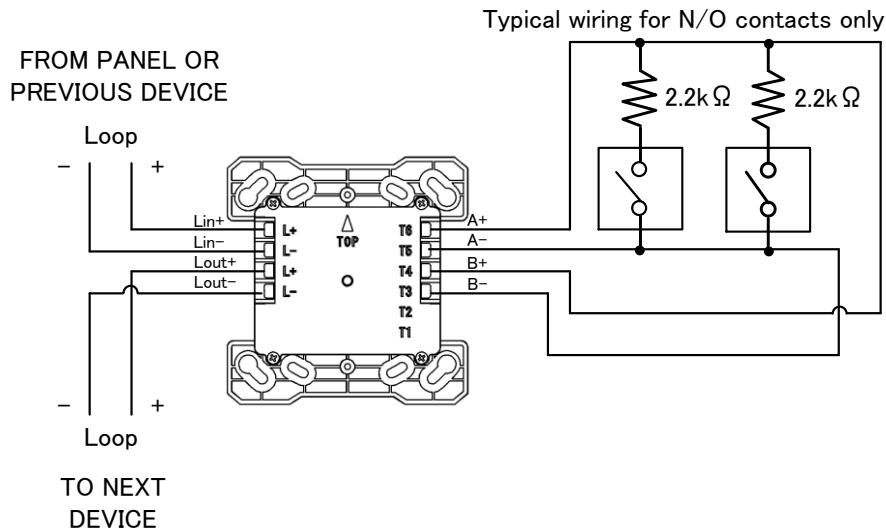 Typical wiring for N/O contacts only
FROM PANEL OR
PREVIOUS DEVICE
Loop
− +
2.2kΩ 2.2kΩ
Lin+ L+
Lin− L−
Lout+ L+
Lout− L−
TOP
T6 A+
T5 A−
T4 B+
T3 B−
T2
T1
− +
Loop
TO NEXT
DEVICE